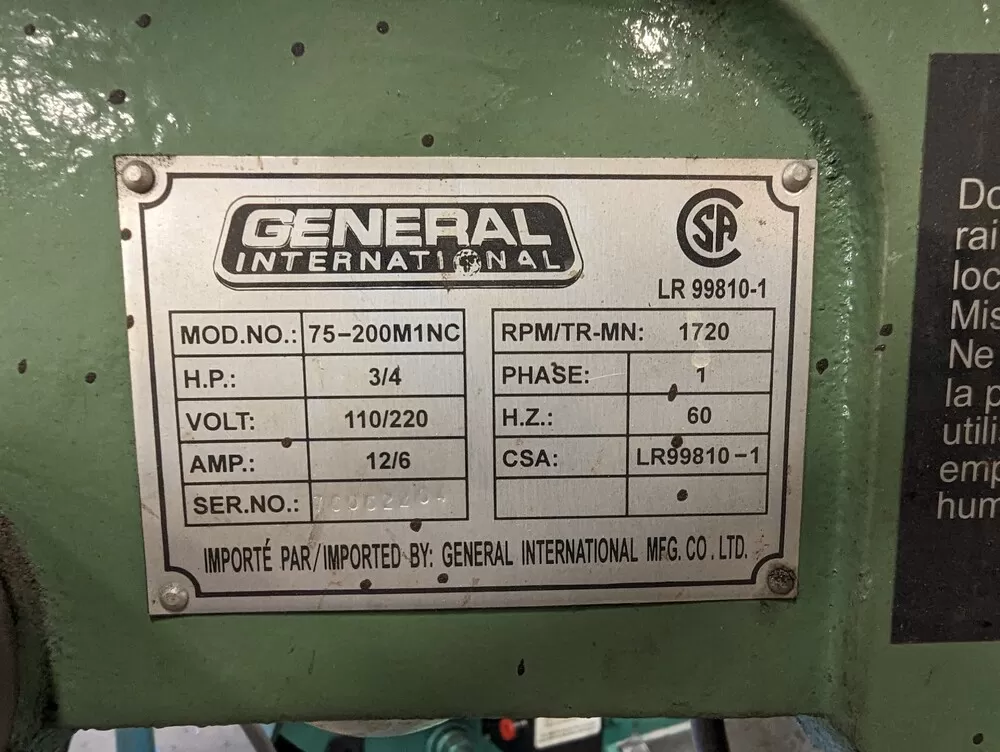 GENERAL
INTERNATIONAL
SA
LR 99810-1
MOD.NO.: 75-200M1NC
H.P.: 3/4
VOLT: 110/220
AMP.: 12/6
SER.NO.:
RPM/TR-MN: 1720
PHASE: 1
H.Z.: 60
CSA: LR99810-1
IMPORTÉ PAR/IMPORTED BY: GENERAL INTERNATIONAL MFG. CO. LTD.
Do
rai
loc
Mis
Ne
la p
utili
emp
hum